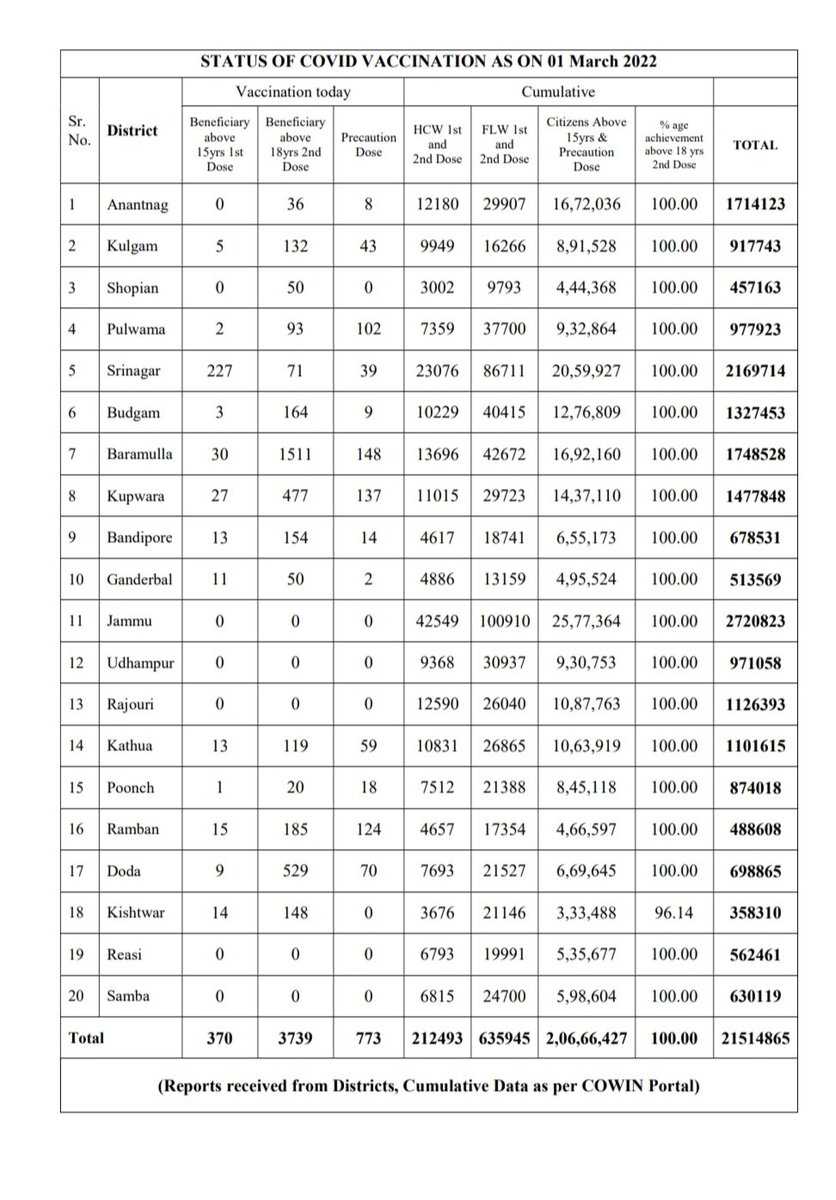 STATUS OF COVID VACCINATION AS ON 01 March 2022
Vaccination today Cumulative
Sr. No. District Beneficiary above 15yrs 1st Dose Beneficiary above 18yrs 2nd Dose Precaution Dose HCW 1st and 2nd Dose FLW 1st and 2nd Dose Citizens Above 15yrs & Precaution Dose % age achievement above 18 yrs 2nd Dose TOTAL
1 Anantnag 0 36 8 12180 29907 16,72,036 100.00 1714123
2 Kulgam 5 132 43 9949 16266 8,91,528 100.00 917743
3 Shopian 0 50 0 3002 9793 4,44,368 100.00 457163
4 Pulwama 2 93 102 7359 37700 9,32,864 100.00 977923
5 Srinagar 227 71 39 23076 86711 20,59,927 100.00 2169714
6 Budgam 3 164 9 10229 40415 12,76,809 100.00 1327453
7 Baramulla 30 1511 148 13696 42672 16,92,160 100.00 1748528
8 Kupwara 27 477 137 11015 29723 14,37,110 100.00 1477848
9 Bandipore 13 154 14 4617 18741 6,55,173 100.00 678531
10 Ganderbal 11 50 2 4886 13159 4,95,524 100.00 513569
11 Jammu 0 0 0 42549 100910 25,77,364 100.00 2720823
12 Udhampur 0 0 0 9368 30937 9,30,753 100.00 971058
13 Rajouri 0 0 0 12590 26040 10,87,763 100.00 1126393
14 Kathua 13 119 59 10831 26865 10,63,919 100.00 1101615
15 Poonch 1 20 18 7512 21388 8,45,118 100.00 874018
16 Ramban 15 185 124 4657 17354 4,66,597 100.00 488608
17 Doda 9 529 70 7693 21527 6,69,645 100.00 698865
18 Kishtwar 14 148 0 3676 21146 3,33,488 96.14 358310
19 Reasi 0 0 0 6793 19991 5,35,677 100.00 562461
20 Samba 0 0 0 6815 24700 5,98,604 100.00 630119
Total 370 3739 773 212493 635945 2,06,66,427 100.00 21514865
(Reports received from Districts, Cumulative Data as per COWIN Portal)